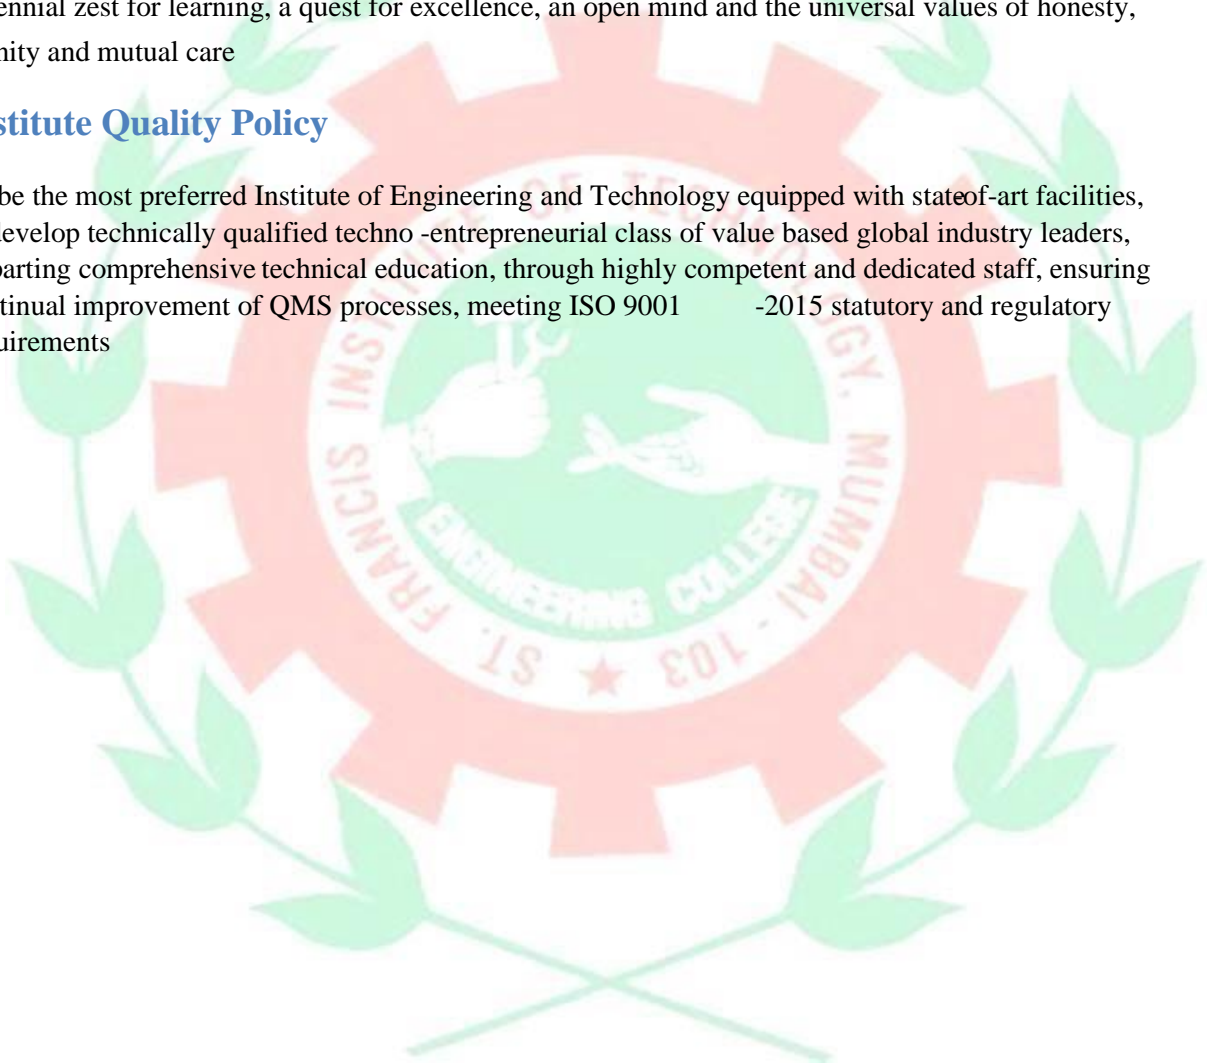 ennial zest for learning, a quest for excellence, an open mind and the universal values of honesty,
nity and mutual care
stitute Quality Policy
be the most preferred Institute of Engineering and Technology equipped with state-of-art facilities,
develop technically qualified techno -entrepreneurial class of value based global industry leaders,
parting comprehensive technical education, through highly competent and dedicated staff, ensuring
tinual improvement of QMS processes, meeting ISO 9001 -2015 statutory and regulatory
uirements
ST. FRANCIS INSTITUTE OF TECHNOLOGY, MUMBAI - 103
ENGINEERING COLLEGE